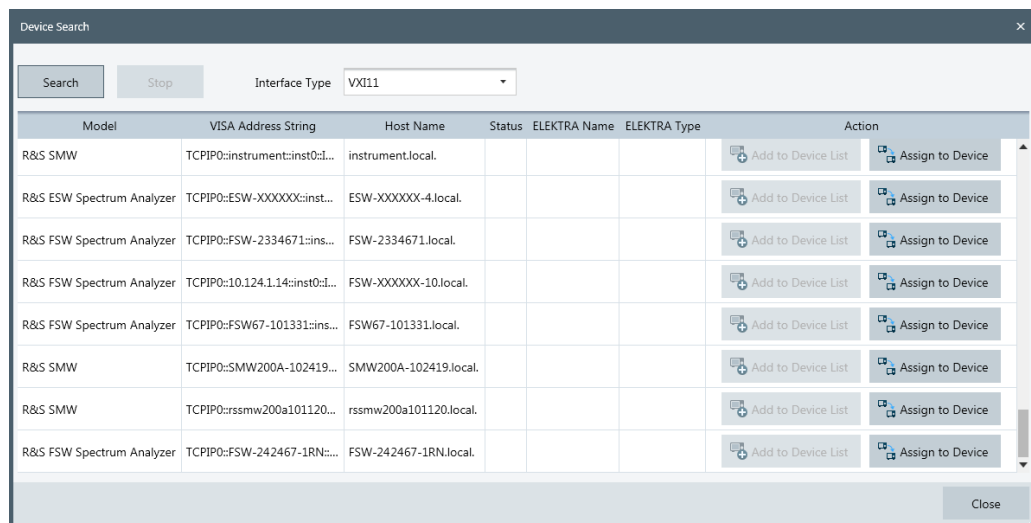 Device Search
Search Stop Interface Type VXI11
Model VISA Address String Host Name Status ELEKTRA Name ELEKTRA Type Action
R&S SMW TCPIP0::instrument::inst0::I... instrument.local. Add to Device List Assign to Device
R&S ESW Spectrum Analyzer TCPIP0::ESW-XXXXXX::inst... ESW-XXXXXX-4.local. Add to Device List Assign to Device
R&S FSW Spectrum Analyzer TCPIP0::FSW-2334671::ins... FSW-2334671.local. Add to Device List Assign to Device
R&S FSW Spectrum Analyzer TCPIP0::10.124.1.14::inst0::I... FSW-XXXXXX-10.local. Add to Device List Assign to Device
R&S FSW Spectrum Analyzer TCPIP0::FSW67-101331::ins... FSW67-101331.local. Add to Device List Assign to Device
R&S SMW TCPIP0::SMW200A-102419... SMW200A-102419.local. Add to Device List Assign to Device
R&S SMW TCPIP0::rssmw200a101120... rssmw200a101120.local. Add to Device List Assign to Device
R&S FSW Spectrum Analyzer TCPIP0::FSW-242467-1RN::... FSW-242467-1RN.local. Add to Device List Assign to Device
Close